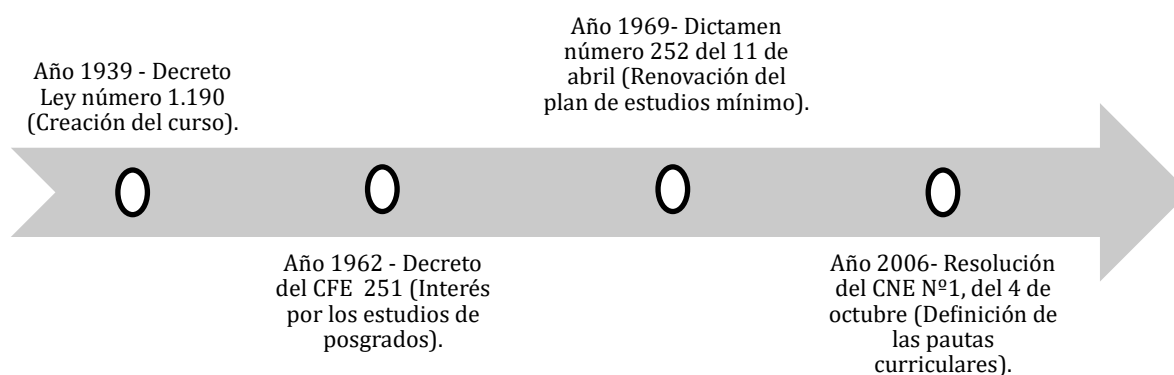 Año 1939 - Decreto
Ley número 1.190
(Creación del curso).
Año 1962 - Decreto
del CFE  251 (Interés
por los estudios de
posgrados).
Año 1969- Dictamen
número 252 del 11 de
abril (Renovación del
plan de estudios mínimo).
Año 2006- Resolución
del CNE Nº1, del 4 de
octubre (Definición de
las pautas
curriculares).